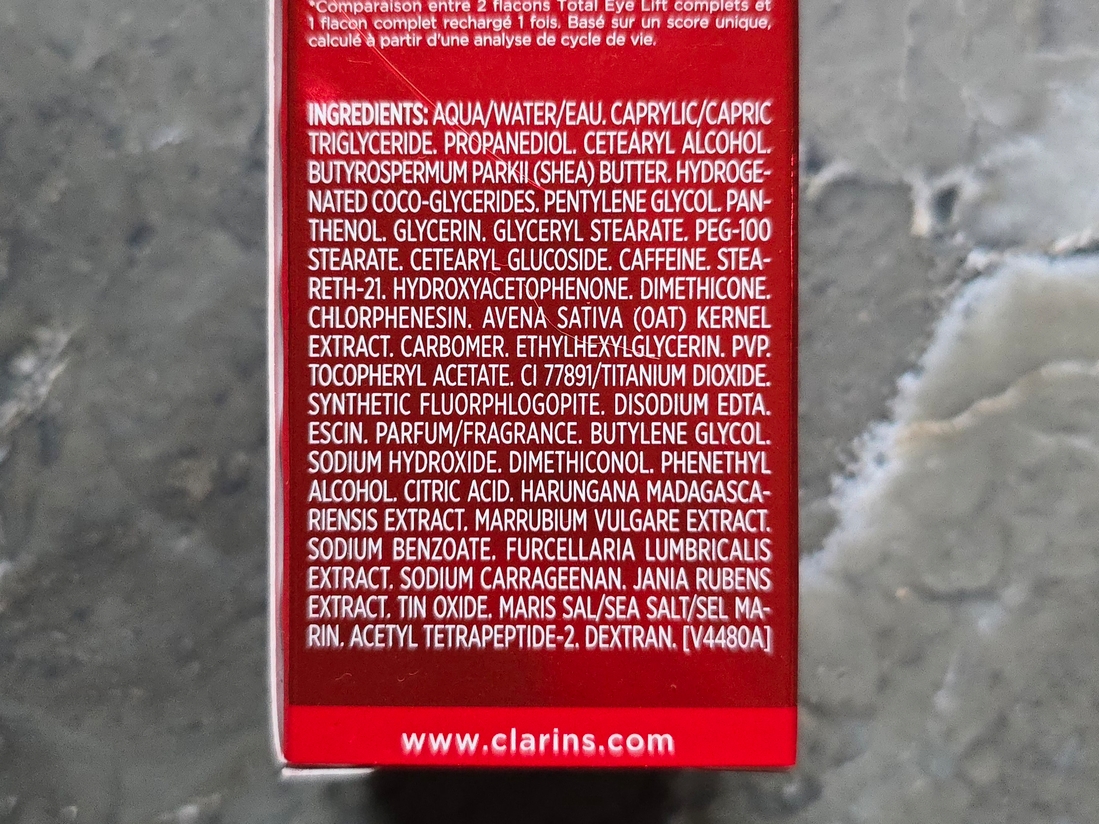 *Comparaison entre 2 flacons Total Eye Lift complets et
1 flacon complet rechargé 1 fois. Basé sur un score unique,
calculé à partir d'une analyse de cycle de vie.
INGREDIENTS: AQUA/WATER/EAU. CAPRYLIC/CAPRIC
TRIGLYCERIDE. PROPANEDIOL. CETEARYL ALCOHOL.
BUTYROSPERMUM PARKII (SHEA) BUTTER. HYDROGE-
NATED COCO-GLYCERIDES. PENTYLENE GLYCOL. PAN-
THENOL. GLYCERIN. GLYCERYL STEARATE. PEG-100
STEARATE. CETEARYL GLUCOSIDE. CAFFEINE. STEA-
RETH-21. HYDROXYACETOPHENONE. DIMETHICONE.
CHLORPHENESIN. AVENA SATIVA (OAT) KERNEL
EXTRACT. CARBOMER. ETHYLHEXYLGLYCERIN. PVP.
TOCOPHERYL ACETATE. CI 77891/TITANIUM DIOXIDE.
SYNTHETIC FLUORPHLOGOPITE. DISODIUM EDTA.
ESCIN. PARFUM/FRAGRANCE. BUTYLENE GLYCOL.
SODIUM HYDROXIDE. DIMETHICONOL. PHENETHYL
ALCOHOL. CITRIC ACID. HARUNGANA MADAGASCA-
RIENSIS EXTRACT. MARRUBIUM VULGARE EXTRACT.
SODIUM BENZOATE. FURCELLARIA LUMBRICALIS
EXTRACT. SODIUM CARRAGEENAN. JANIA RUBENS
EXTRACT. TIN OXIDE. MARIS SAL/SEA SALT/SEL MA-
RIN. ACETYL TETRAPEPTIDE-2. DEXTRAN. [V4480A]
www.clarins.com